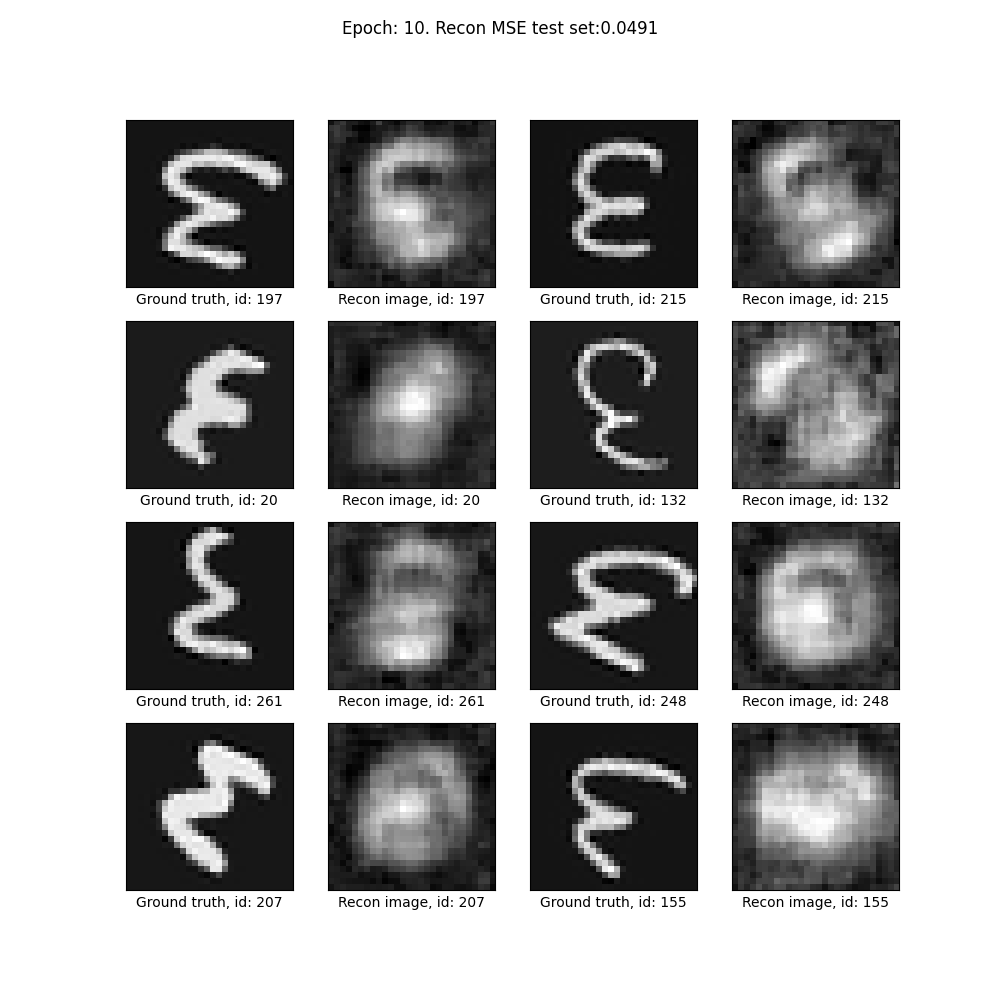 Epoch: 10. Recon MSE test set:0.0491
Ground truth, id: 197
Recon image, id: 197
Ground truth, id: 215
Recon image, id: 215
Ground truth, id: 20
Recon image, id: 20
Ground truth, id: 132
Recon image, id: 132
Ground truth, id: 261
Recon image, id: 261
Ground truth, id: 248
Recon image, id: 248
Ground truth, id: 207
Recon image, id: 207
Ground truth, id: 155
Recon image, id: 155